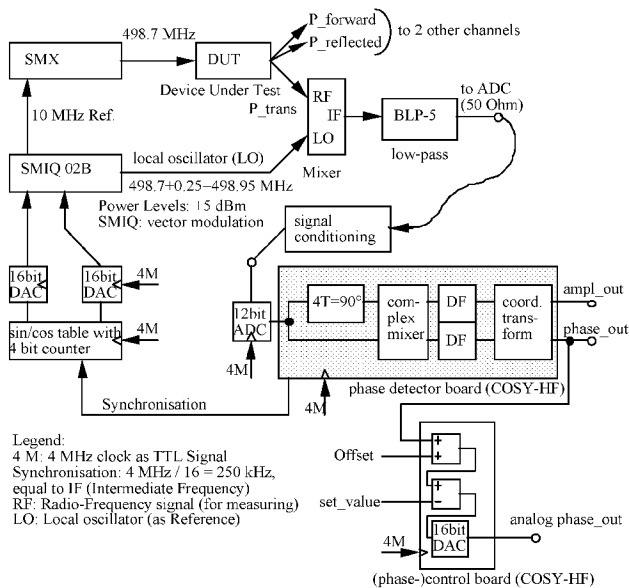 P_forward
498.7 MHz
P_reflected
to 2 other channels
SMX
DUT
Device Under Test
P_trans
RF
IF
LO
Mixer
BLP-5
low-pass
to ADC
(50 Ohm)
10 MHz Ref.
SMIQ 02B
local oscillator (LO)
498.7+0.25=498.95 MHz
Power Levels: +5 dBm
SMIQ: vector modulation
signal
conditioning
16bit
DAC
16bit
DAC
4M
sin/cos table with
4 bit counter
4M
12bit
ADC
4M
4T=90°
com-
plex
mixer
DF
DF
coord.
trans-
form
ampl_out
phase_out
phase detector board (COSY-HF)
4M
Synchronisation
Legend:
4 M: 4 MHz clock as TTL Signal
Synchronisation: 4 MHz / 16 = 250 kHz,
equal to IF (Intermediate Frequency)
RF: Radio-Frequency signal (for measuring)
LO: Local oscillator (as Reference)
Offset
+
+
set_value
+
−
16bit
DAC
4M
analog phase_out
(phase-)control board (COSY-HF)